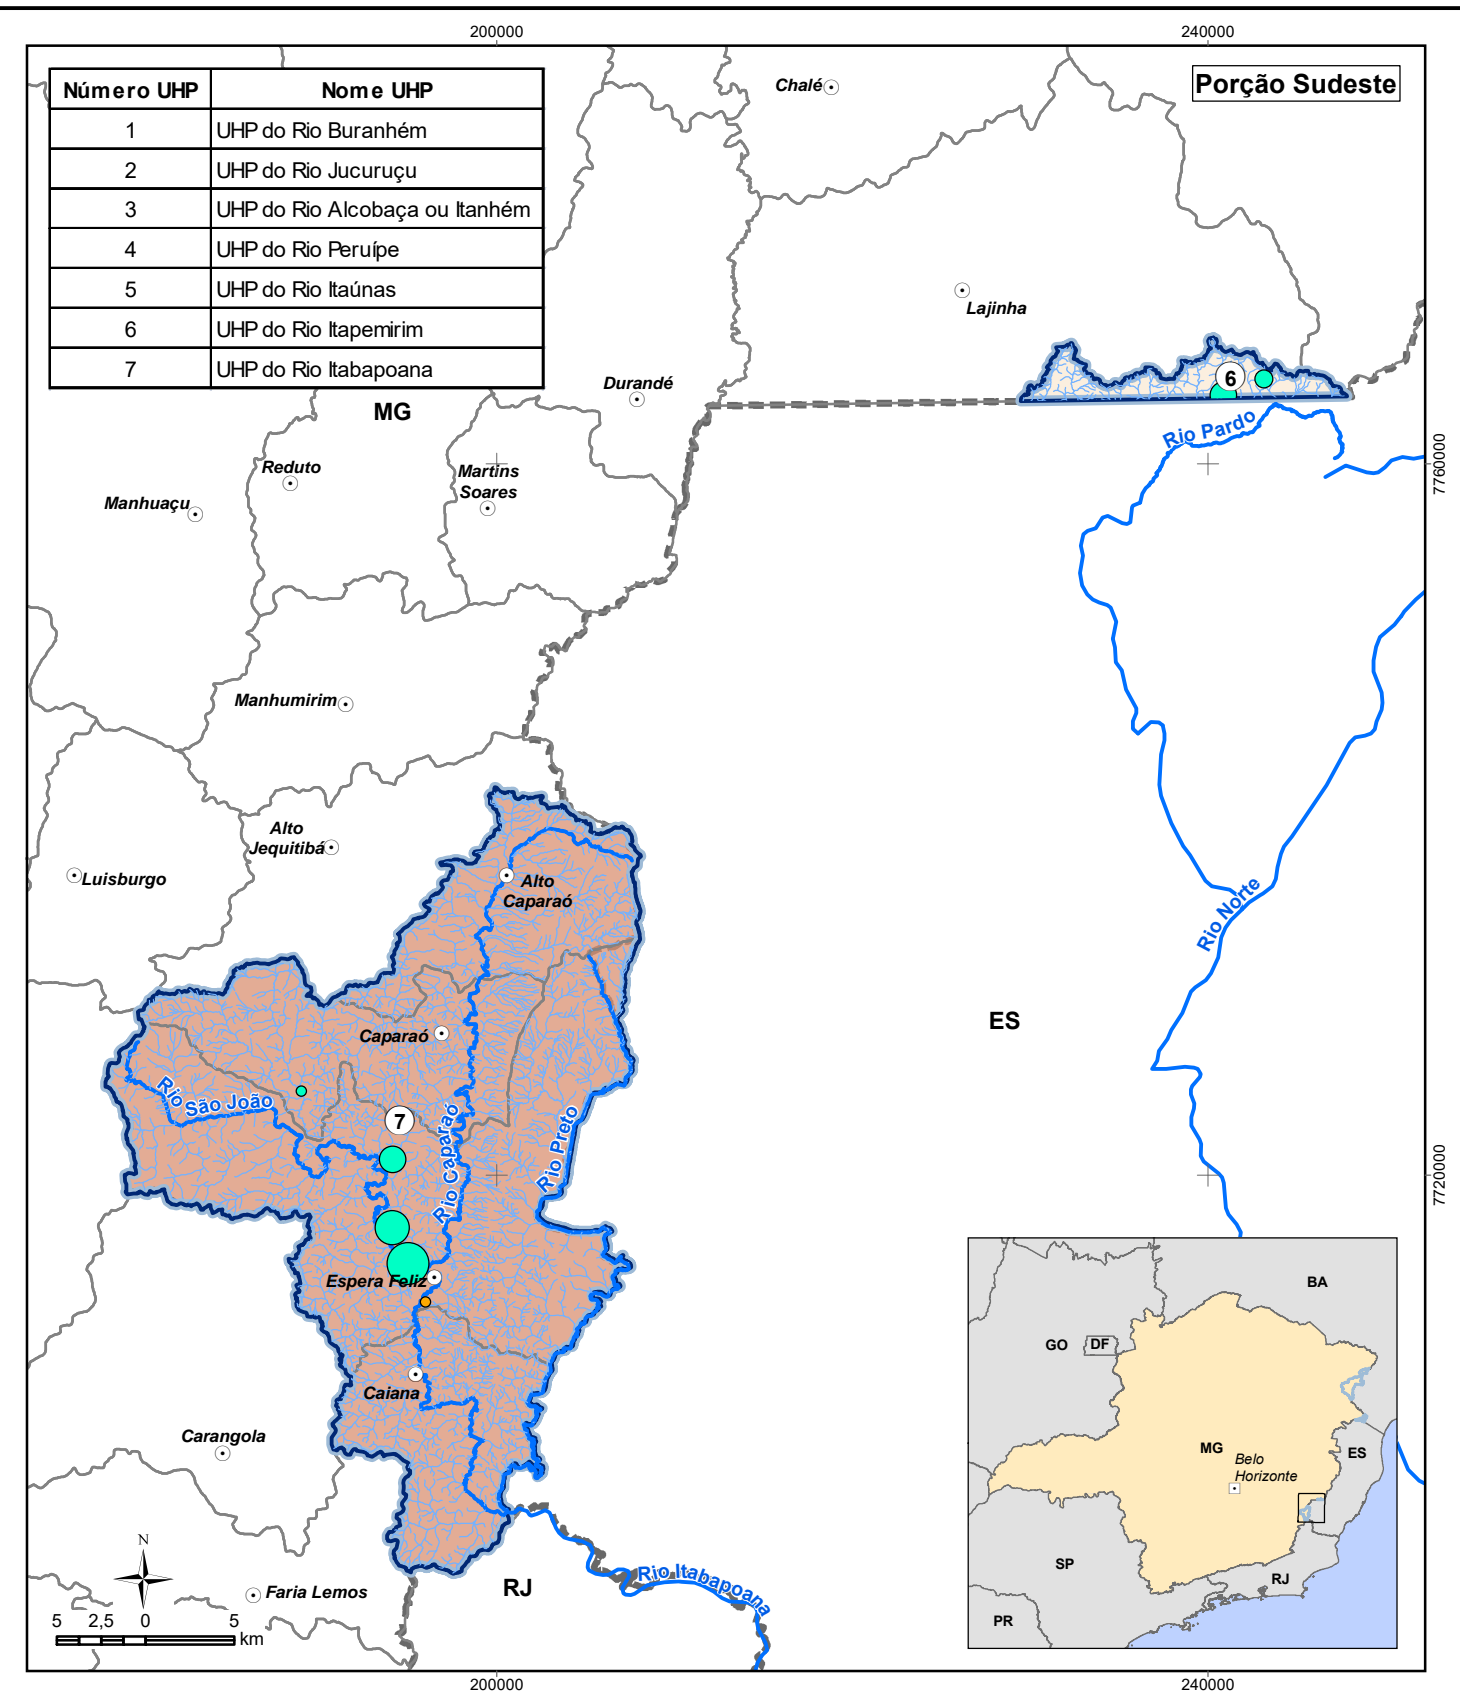 200000
240000
Número UHP
Nome UHP
1
UHP do Rio Buranhém
2
UHP do Rio Jucuruçu
3
UHP do Rio Alcobaça ou Itanhém
4
UHP do Rio Peruípe
5
UHP do Rio Itaúnas
6
UHP do Rio Itapemirim
7
UHP do Rio Itabapoana
Porção Sudeste
Chalé
Lajinha
Durandé
MG
6
Rio Pardo
7760000
Reduto
Martins
Soares
Manhuaçu
Manhumirim
Alto
Jequitibá
Luisburgo
Alto
Caparaó
Rio Norte
ES
Caparaó
Rio
São João
7
Rio Caparaó
Rio Preto
7720000
Espera Feliz
Caiana
Carangola
Faria Lemos
RJ
Rio Itabapoana
N
5
2,5
0
5
km
BA
GO
DF
MG
Belo
Horizonte
ES
SP
RJ
PR
200000
240000